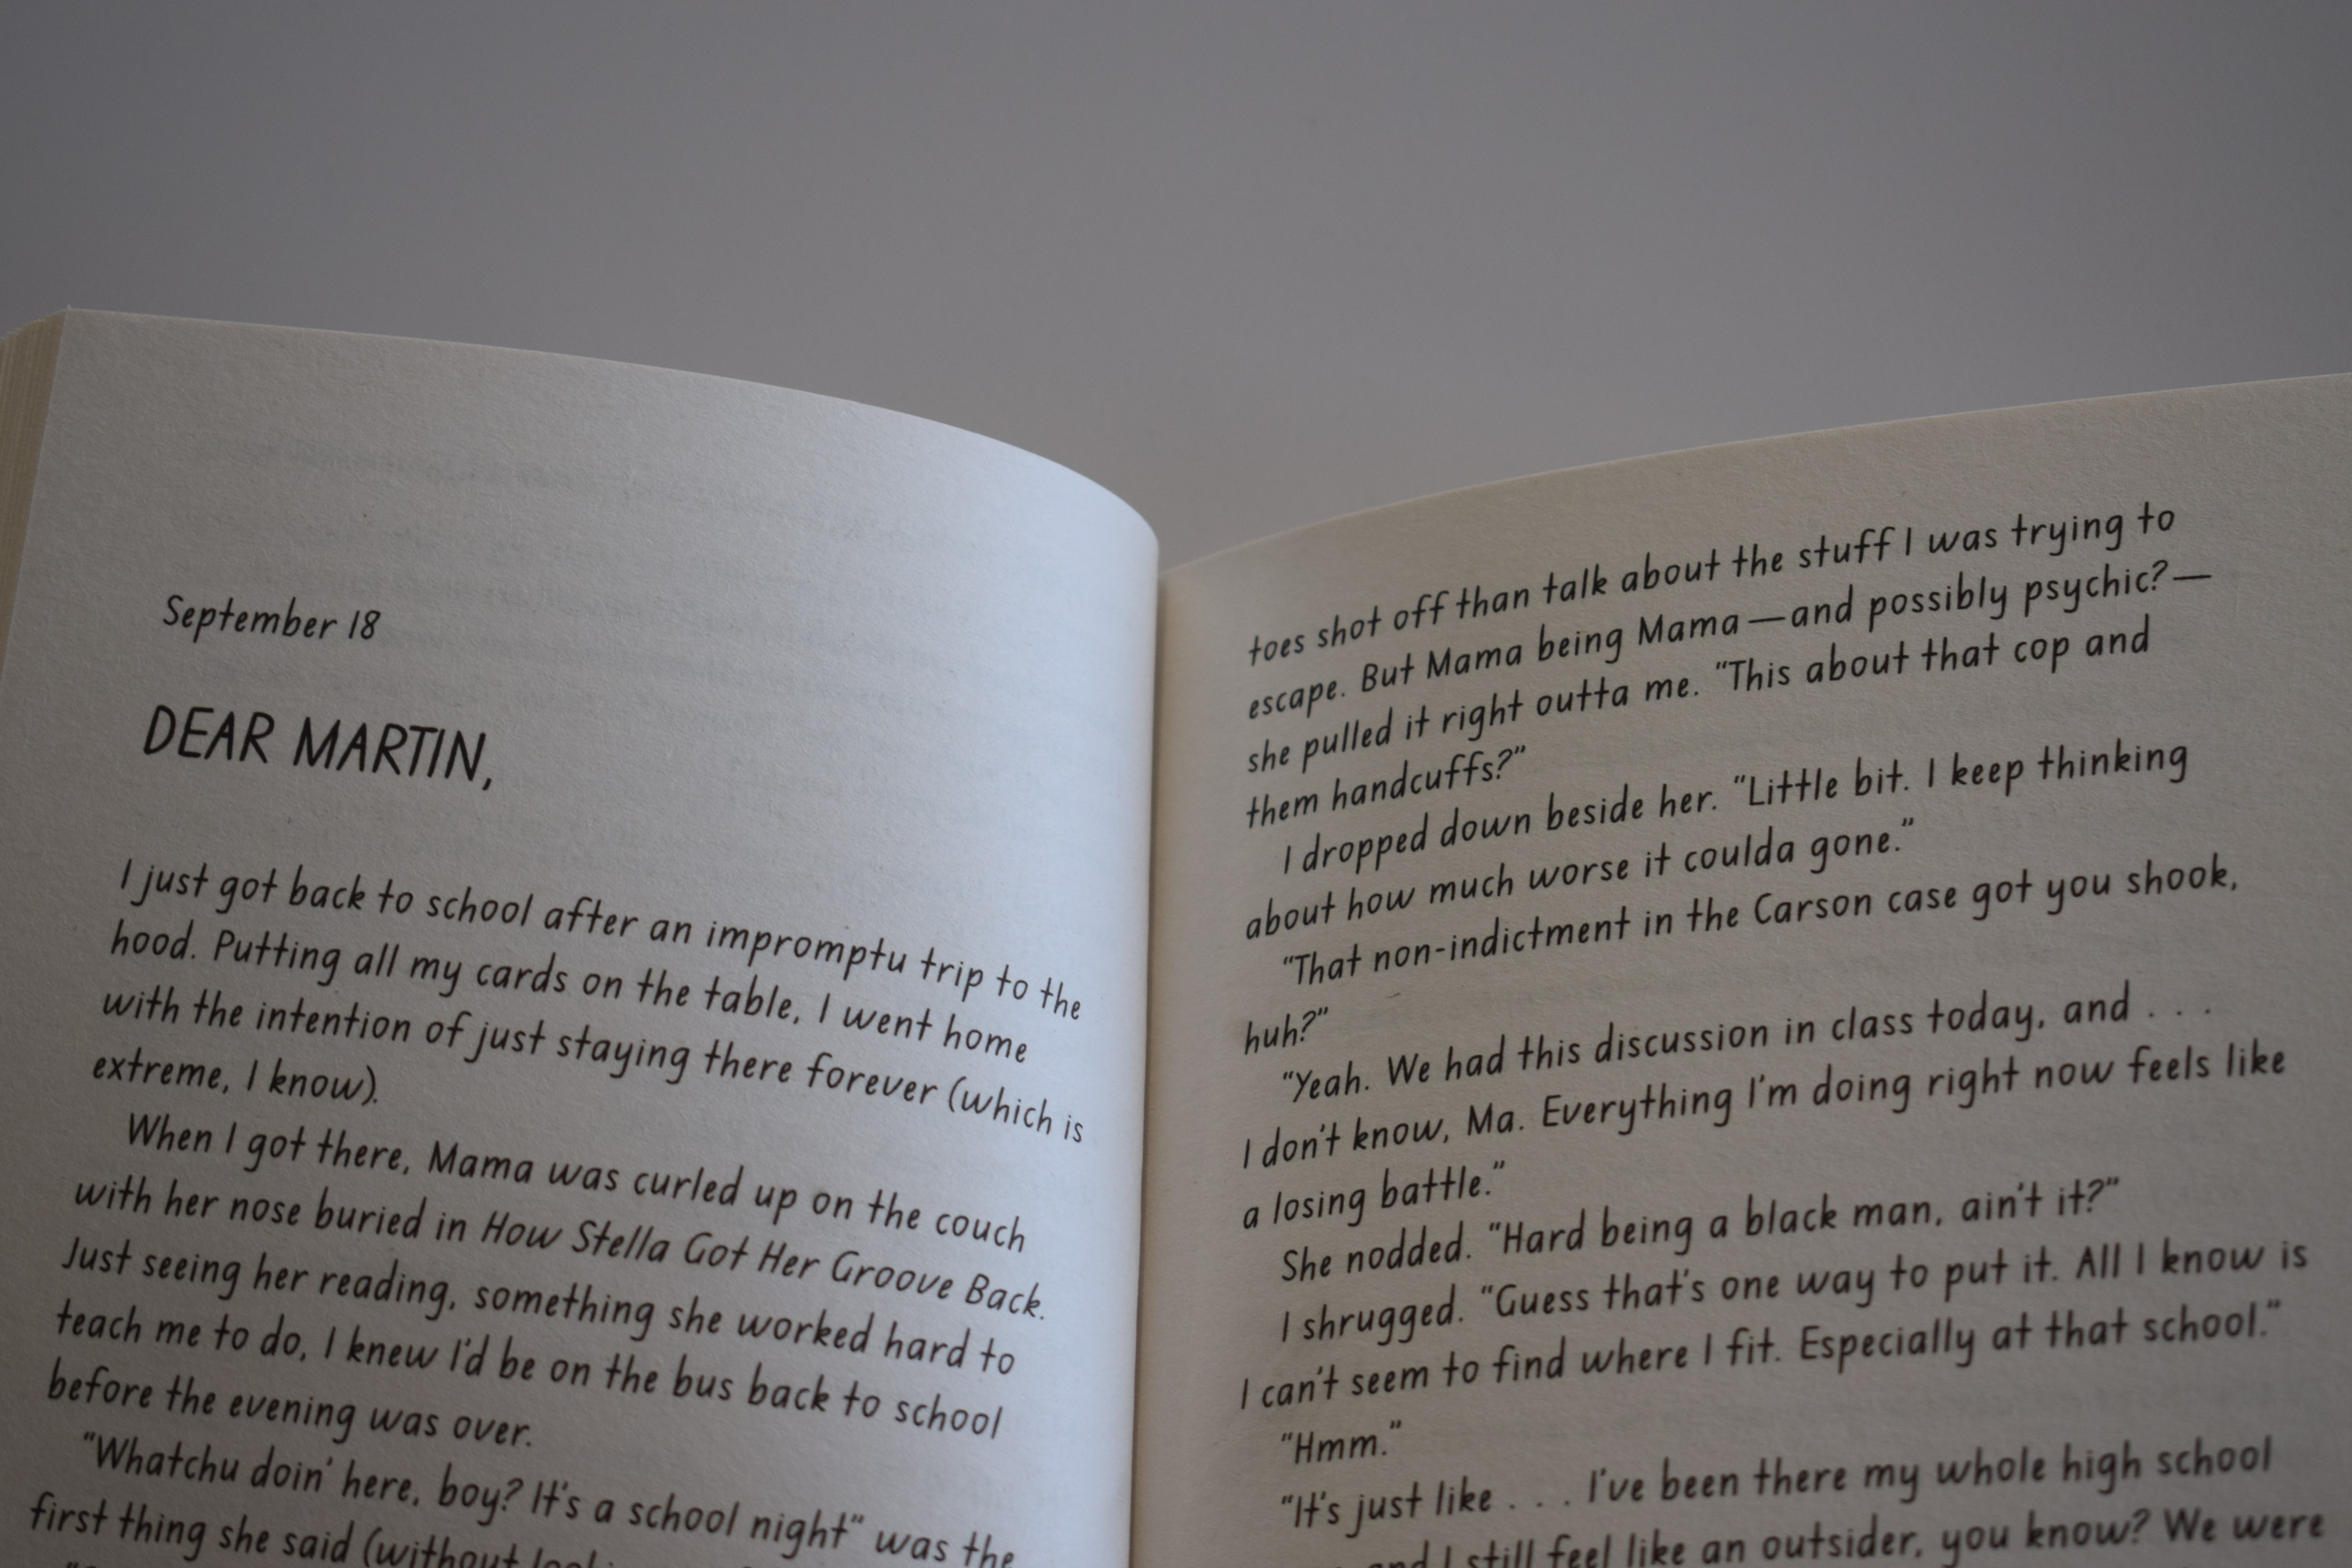 September 18
DEAR MARTIN,
I just got back to school after an impromptu trip to the
hood. Putting all my cards on the table, I went home
with the intention of just staying there forever (which is
extreme, I know).
When I got there, Mama was curled up on the couch
with her nose buried in How Stella Got Her Groove Back.
Just seeing her reading, something she worked hard to
teach me to do, I knew I'd be on the bus back to school
before the evening was over.
“Whatchu doin' here, boy? It's a school night” was the
first thing she said (without
toes shot off than talk about the stuff I was trying to
escape. But Mama being Mama—and possibly psychic?—
she pulled it right outta me. “This about that cop and
them handcuffs?”
I dropped down beside her. “Little bit. I keep thinking
about how much worse it coulda gone.”
“That non-indictment in the Carson case got you shook,
huh?”
“Yeah. We had this discussion in class today, and . . .
I don't know, Ma. Everything I'm doing right now feels like
a losing battle.”
She nodded. “Hard being a black man, ain't it?”
I shrugged. “Guess that's one way to put it. All I know is
I can't seem to find where I fit. Especially at that school.”
“Hmm.”
“It's just like . . . I've been there my whole high school
and I still feel like an outsider, you know? We were